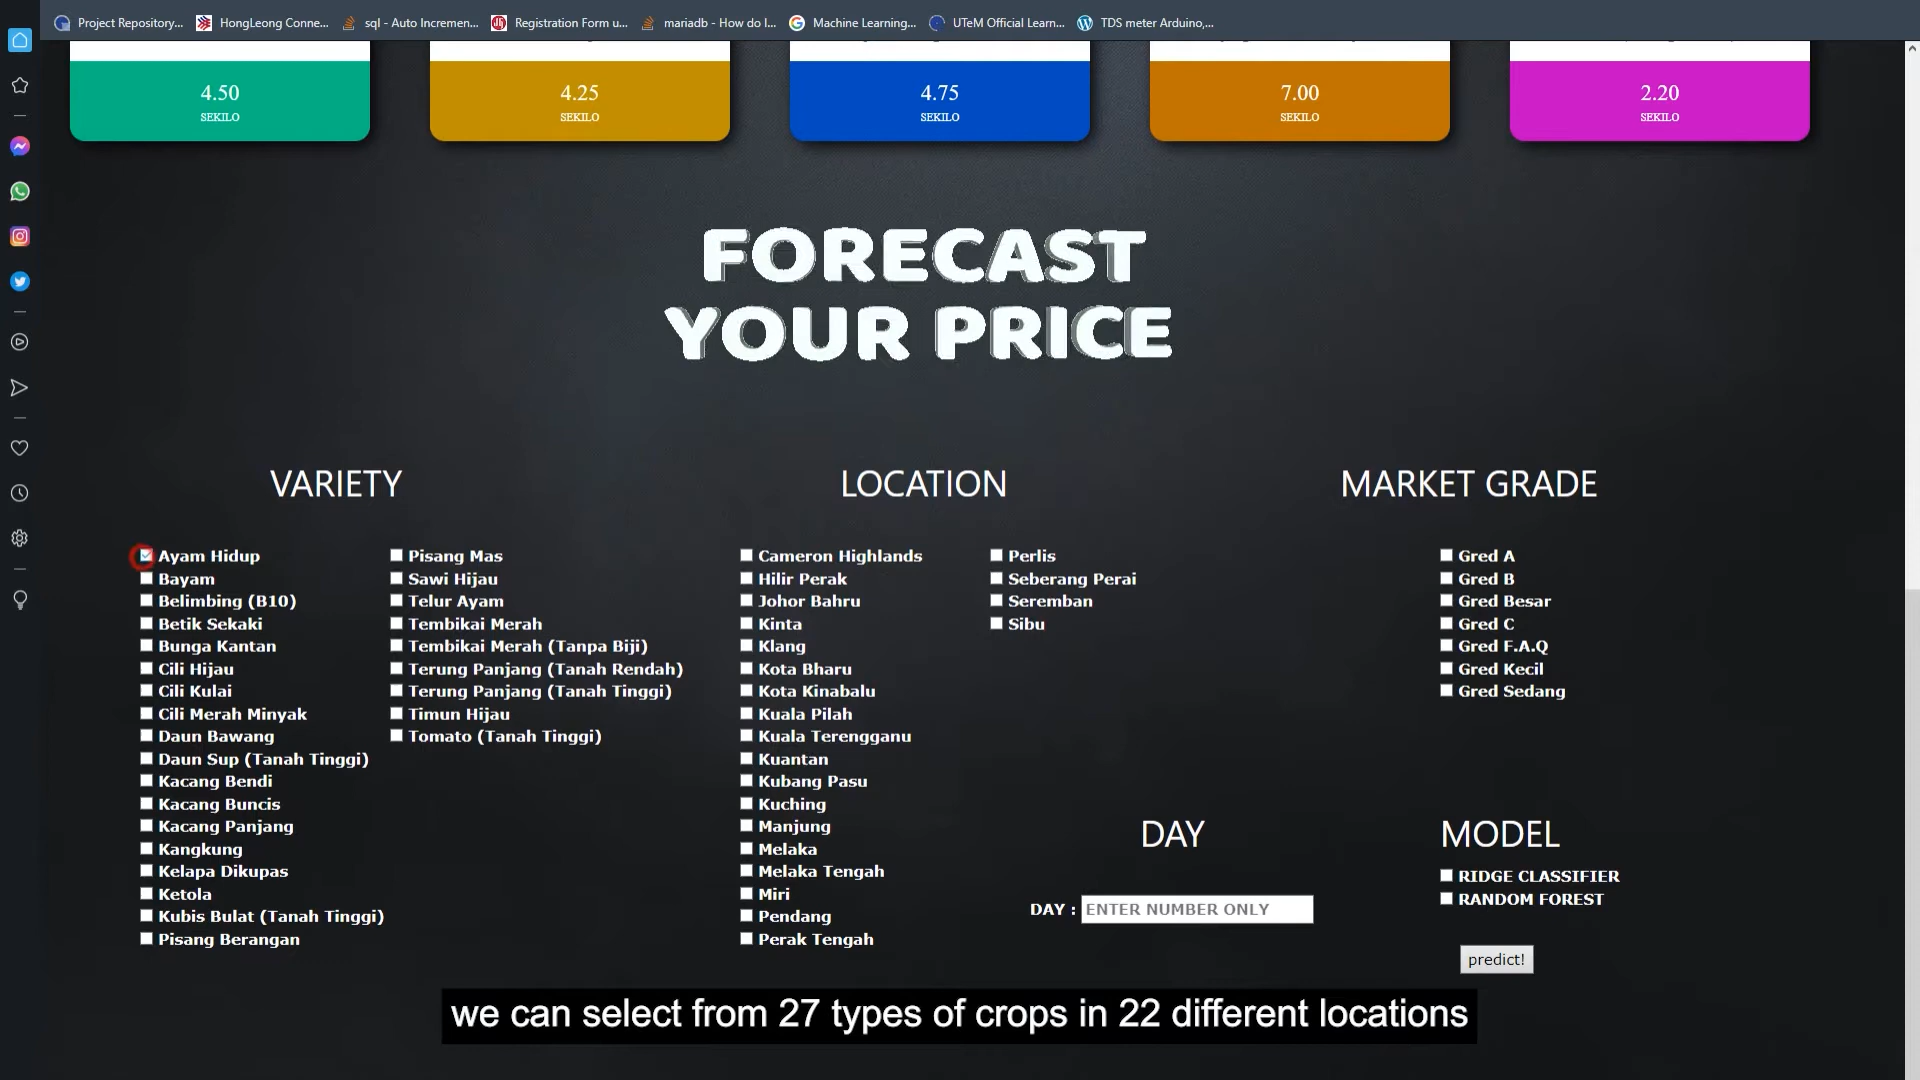 Project Repository... HongLeong Conne... sql - Auto Incremen... Registration Form u... mariadb - How do I... Machine Learning... UTeM Official Learn... TDS meter Arduino,...
4.50 4.25 4.75 7.00 2.20
SEKILO SEKILO SEKILO SEKILO SEKILO
FORECAST
YOUR PRICE
VARIETY
Ayam Hidup
Bayam
Belimbing (B10)
Betik Sekaki
Bunga Kantan
Cili Hijau
Cili Kulai
Cili Merah Minyak
Daun Bawang
Daun Sup (Tanah Tinggi)
Kacang Bendi
Kacang Buncis
Kacang Panjang
Kangkung
Kelapa Dikupas
Ketola
Kubis Bulat (Tanah Tinggi)
Pisang Berangan
Pisang Mas
Sawi Hijau
Telur Ayam
Tembikai Merah
Tembikai Merah (Tanpa Biji)
Terung Panjang (Tanah Rendah)
Terung Panjang (Tanah Tinggi)
Timun Hijau
Tomato (Tanah Tinggi)
LOCATION
Cameron Highlands
Hilir Perak
Johor Bahru
Kinta
Klang
Kota Bharu
Kota Kinabalu
Kuala Pilah
Kuala Terengganu
Kuantan
Kubang Pasu
Kuching
Manjung
Melaka
Melaka Tengah
Miri
Pendang
Perak Tengah
Perlis
Seberang Perai
Seremban
Sibu
MARKET GRADE
Gred A
Gred B
Gred Besar
Gred C
Gred F.A.Q
Gred Kecil
Gred Sedang
DAY
DAY : ENTER NUMBER ONLY
MODEL
RIDGE CLASSIFIER
RANDOM FOREST
predict!
we can select from 27 types of crops in 22 different locations